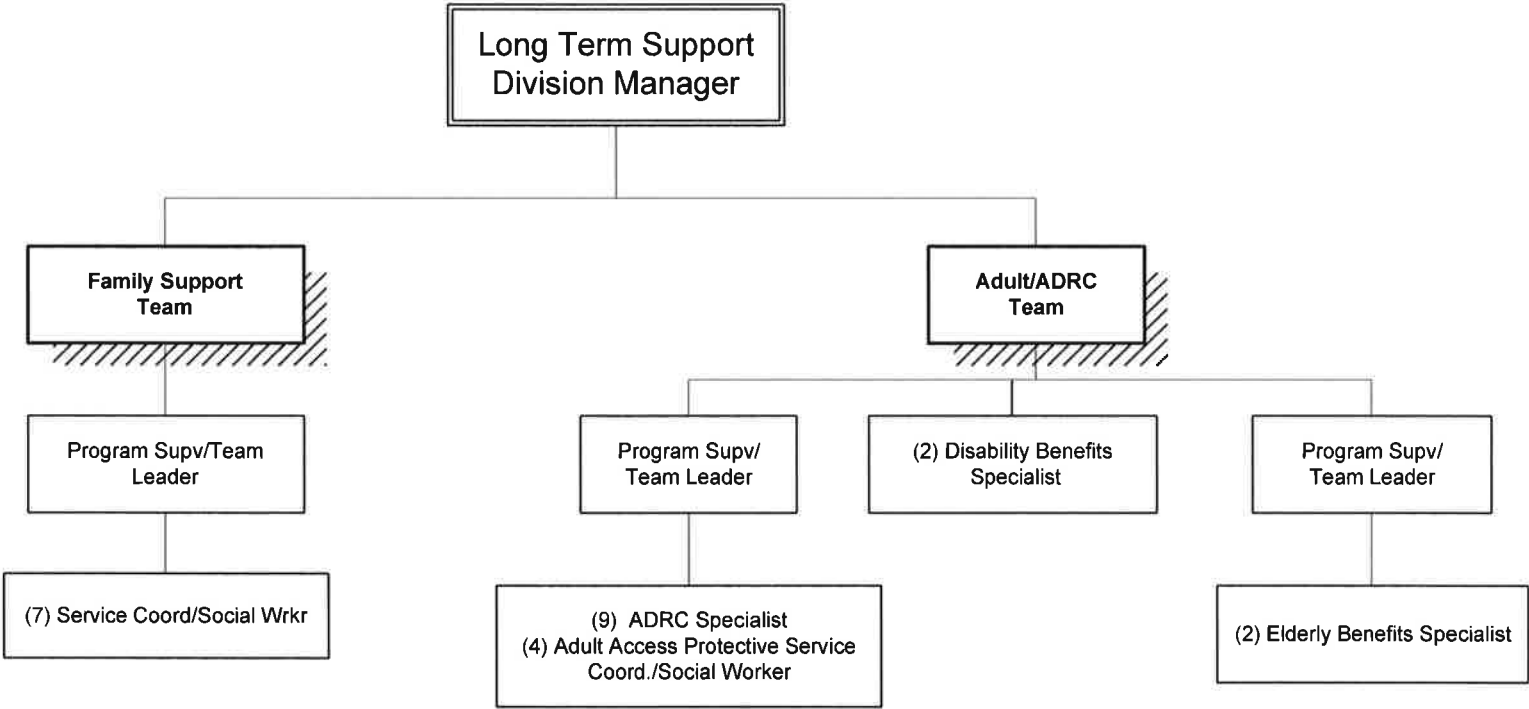 Long Term Support
Division Manager
Family Support
Team
Adult/ADRC
Team
Program Supv/Team
Leader
Program Supv/
Team Leader
(2) Disability Benefits
Specialist
Program Supv/
Team Leader
(7) Service Coord/Social Wrkr
(9) ADRC Specialist
(4) Adult Access Protective Service
Coord./Social Worker
(2) Elderly Benefits Specialist